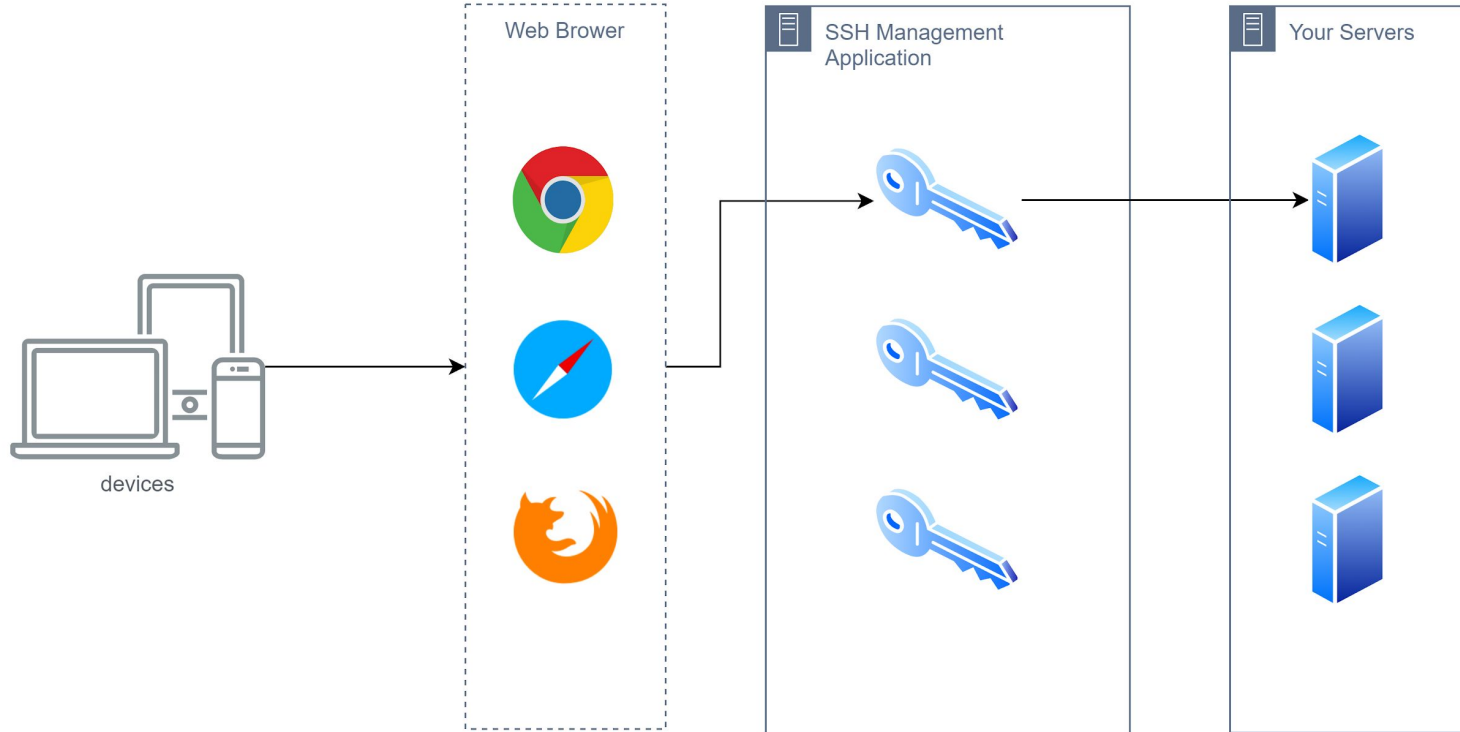 Web Brower
SSH Management
Application
Your Servers
devices